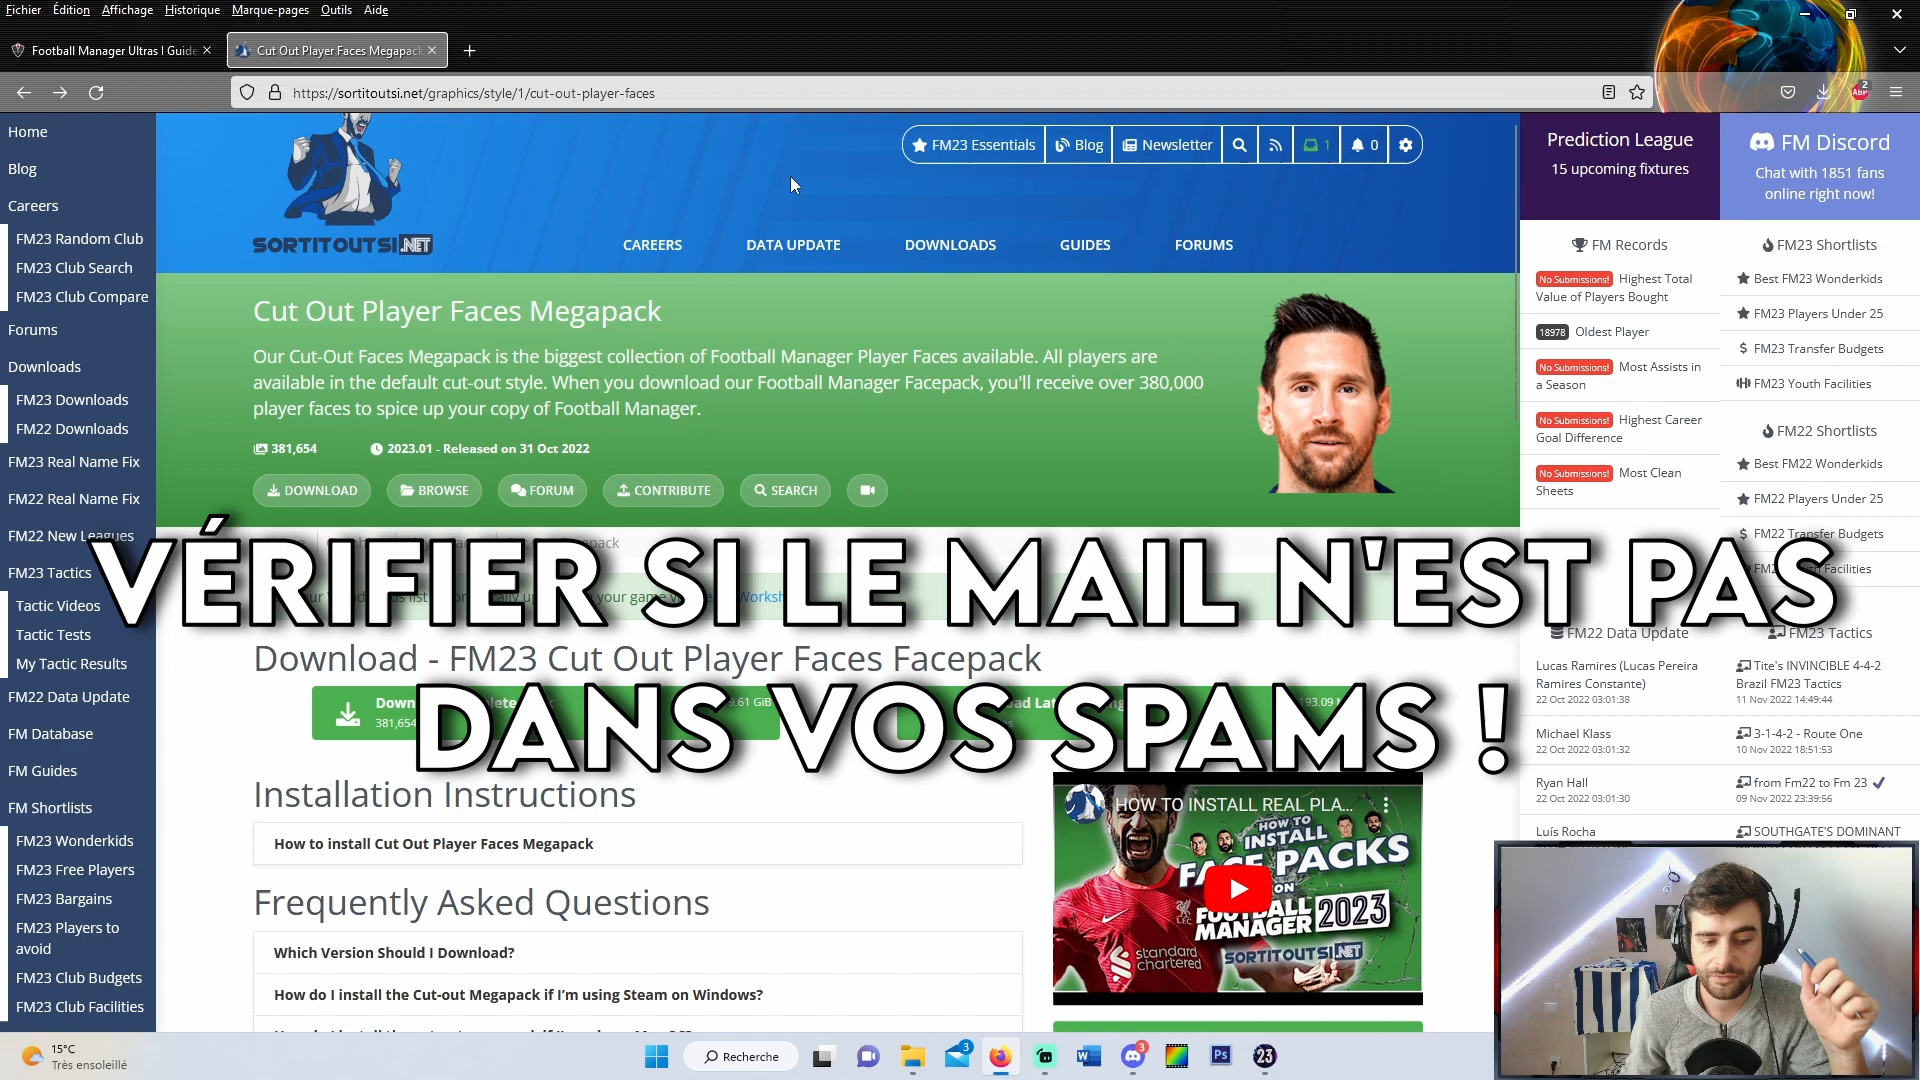 Fichier Édition Affichage Historique Marque-pages Outils Aide
Football Manager Ultras | Guide
Cut Out Player Faces Megapack
https://sortitoutsi.net/graphics/style/1/cut-out-player-faces
ABP 2
Home
Blog
Careers
FM23 Random Club
FM23 Club Search
FM23 Club Compare
Forums
Downloads
FM23 Downloads
FM22 Downloads
FM23 Real Name Fix
FM22 Real Name Fix
FM22 New Leagues
FM23 Tactics
Tactic Videos
Tactic Tests
My Tactic Results
FM22 Data Update
FM Database
FM Guides
FM Shortlists
FM23 Wonderkids
FM23 Free Players
FM23 Bargains
FM23 Players to
avoid
FM23 Club Budgets
FM23 Club Facilities
SORTITOUTSI.NET
FM23 Essentials Blog Newsletter 1 0
CAREERS DATA UPDATE DOWNLOADS GUIDES FORUMS
Cut Out Player Faces Megapack
Our Cut-Out Faces Megapack is the biggest collection of Football Manager Player Faces available. All players are
available in the default cut-out style. When you download our Football Manager Facepack, you'll receive over 380,000
player faces to spice up your copy of Football Manager.
381,654 2023.01 - Released on 31 Oct 2022
DOWNLOAD BROWSE FORUM CONTRIBUTE SEARCH
VÉRIFIER SI LE MAIL N'EST PAS
DANS VOS SPAMS !
Download - FM23 Cut Out Player Faces Facepack
381,654
Installation Instructions
How to install Cut Out Player Faces Megapack
Frequently Asked Questions
Which Version Should I Download?
How do I install the Cut-out Megapack if I'm using Steam on Windows?
HOW TO INSTALL REAL PLA...
HOW TO
INSTALL
FACE PACKS
ON
FOOTBALL
MANAGER 2023
SORTITOUTSI.NET
standard
chartered
Prediction League
15 upcoming fixtures
FM Discord
Chat with 1851 fans
online right now!
FM Records
No Submissions! Highest Total
Value of Players Bought
18978 Oldest Player
No Submissions! Most Assists in
a Season
No Submissions! Highest Career
Goal Difference
No Submissions! Most Clean
Sheets
FM22 Data Update
Lucas Ramires (Lucas Pereira
Ramires Constante)
22 Oct 2022 03:01:38
Michael Klass
22 Oct 2022 03:01:32
Ryan Hall
22 Oct 2022 03:01:30
Luís Rocha
FM23 Shortlists
Best FM23 Wonderkids
FM23 Players Under 25
FM23 Transfer Budgets
FM23 Youth Facilities
FM22 Shortlists
Best FM22 Wonderkids
FM22 Players Under 25
FM22 Transfer Budgets
Facilities
FM23 Tactics
Tite's INVINCIBLE 4-4-2
Brazil FM23 Tactics
11 Nov 2022 14:49:44
3-1-4-2 - Route One
10 Nov 2022 18:51:53
from Fm22 to Fm 23
09 Nov 2022 23:39:56
SOUTHGATE'S DOMINANT
15°C
Très ensoleillé
Recherche
3
W
3
Ps
23